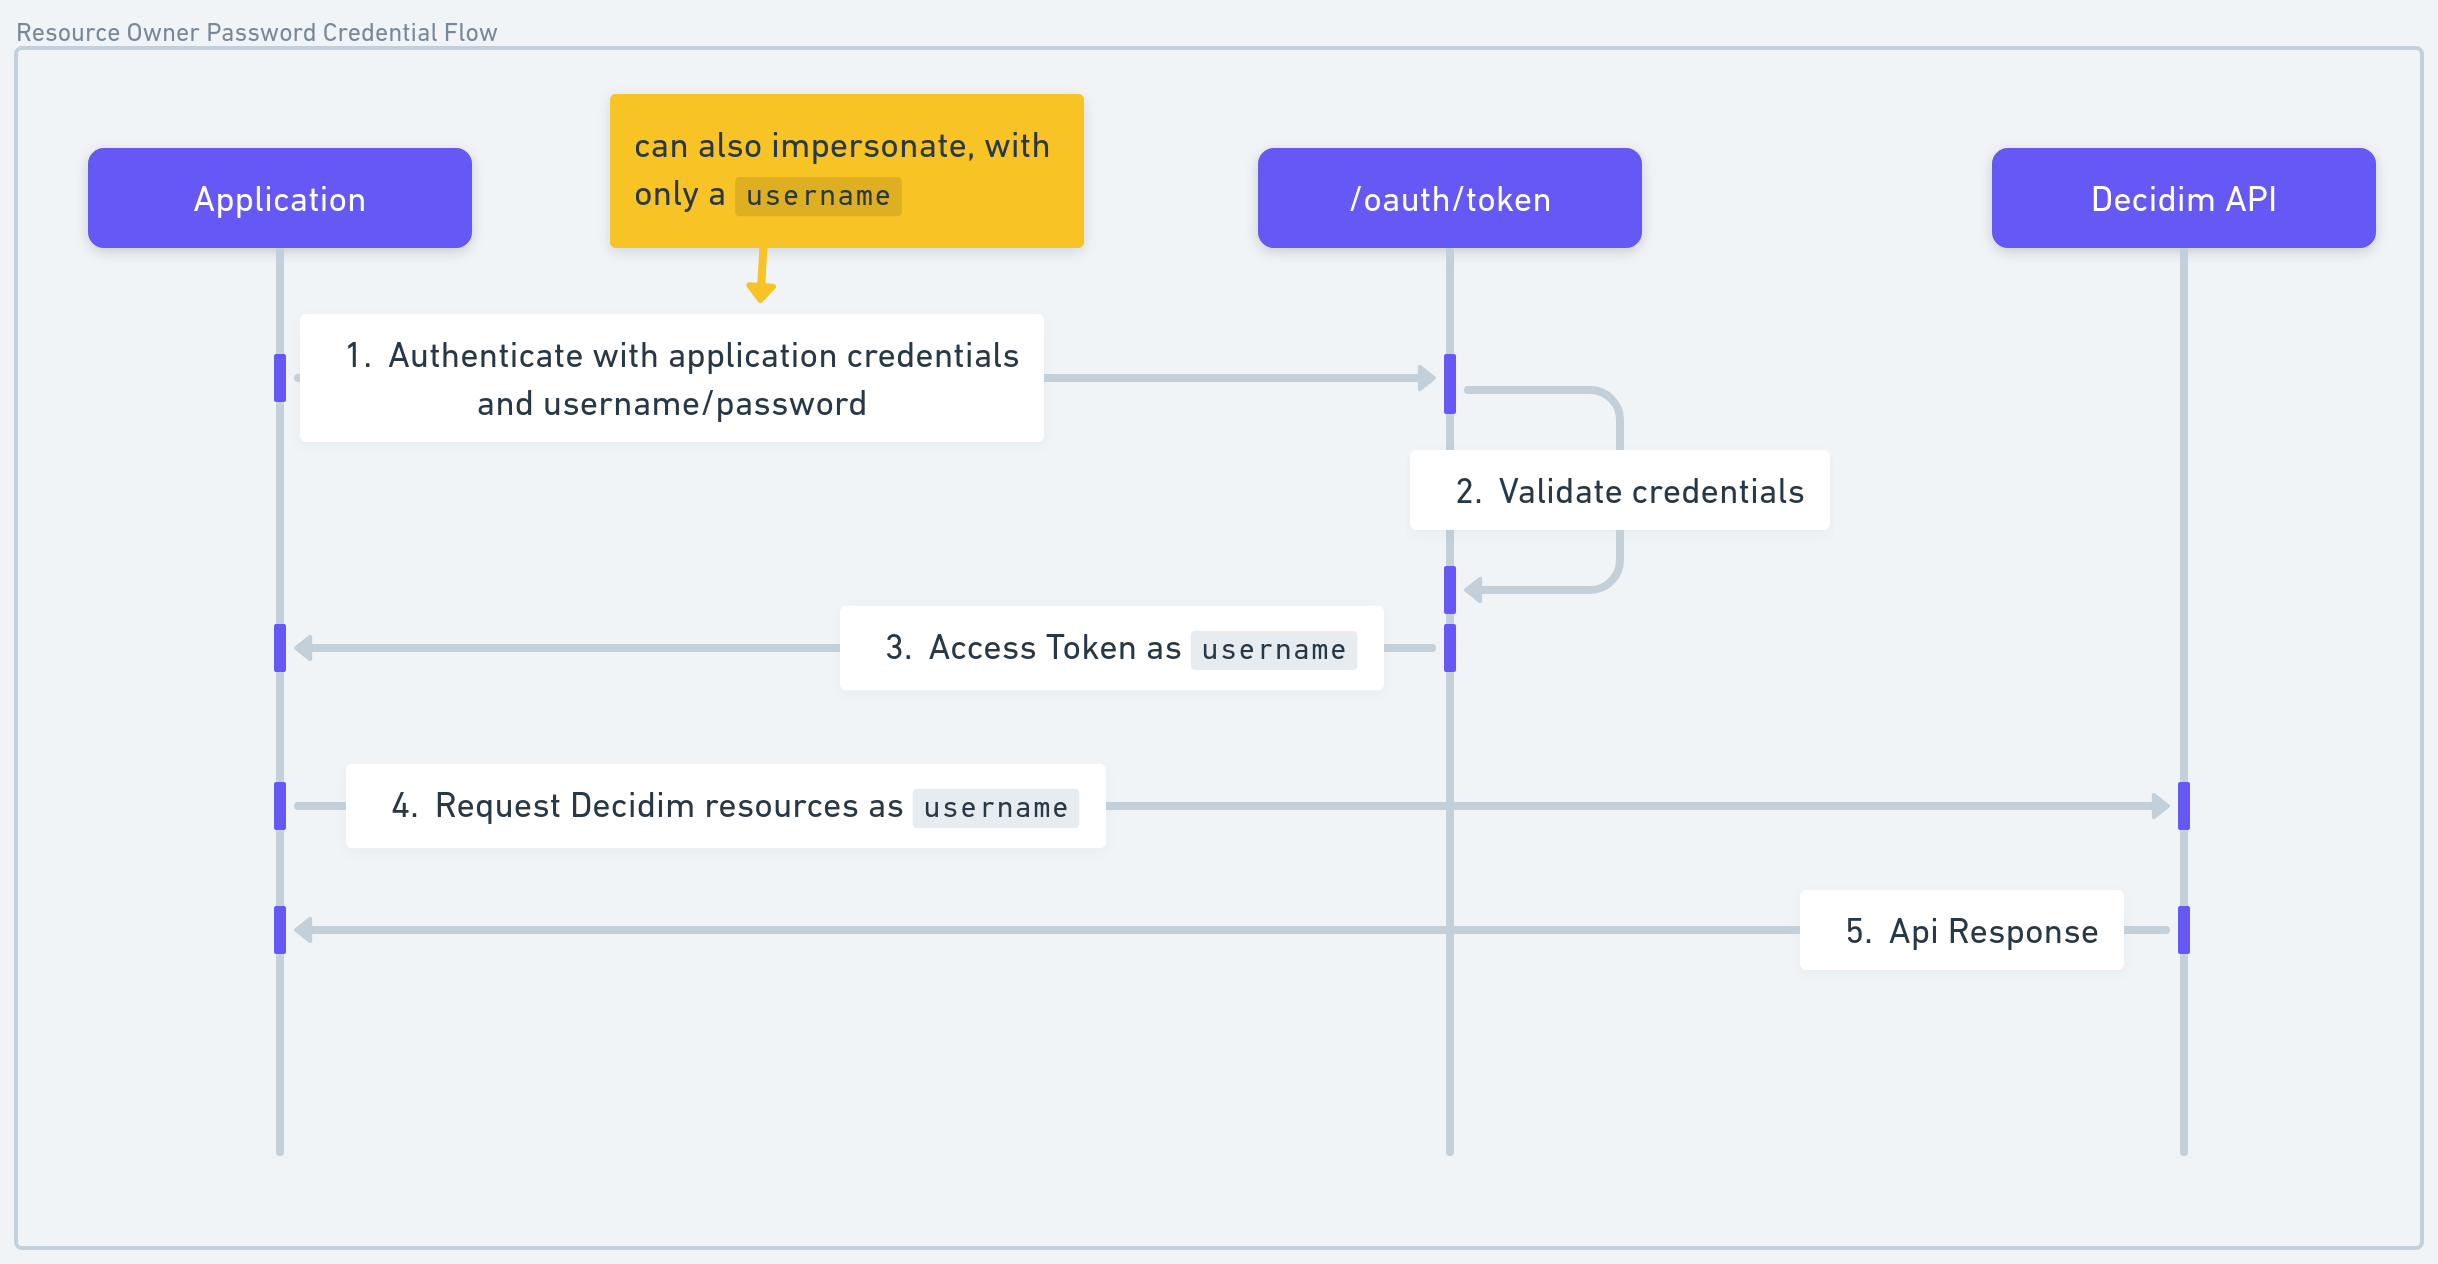 Resource Owner Password Credential Flow
can also impersonate, with
only a username
Application
/oauth/token
Decidim API
1. Authenticate with application credentials
and username/password
2. Validate credentials
3. Access Token as username
4. Request Decidim resources as username
5. Api Response